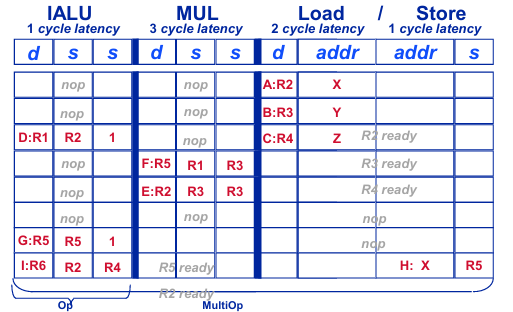 IALU MUL Load / Store
1 cycle latency 3 cycle latency 2 cycle latency 1 cycle latency
d s s d s s d addr addr s
nop nop A:R2 X
nop nop B:R3 Y
D:R1 R2 1 nop C:R4 Z R2 ready
nop F:R5 R1 R3 R3 ready
nop E:R2 R3 R3 R4 ready
nop nop nop
G:R5 R5 1 nop
I:R6 R2 R4 R5 ready H: X R5
R2 ready
Op MultiOp